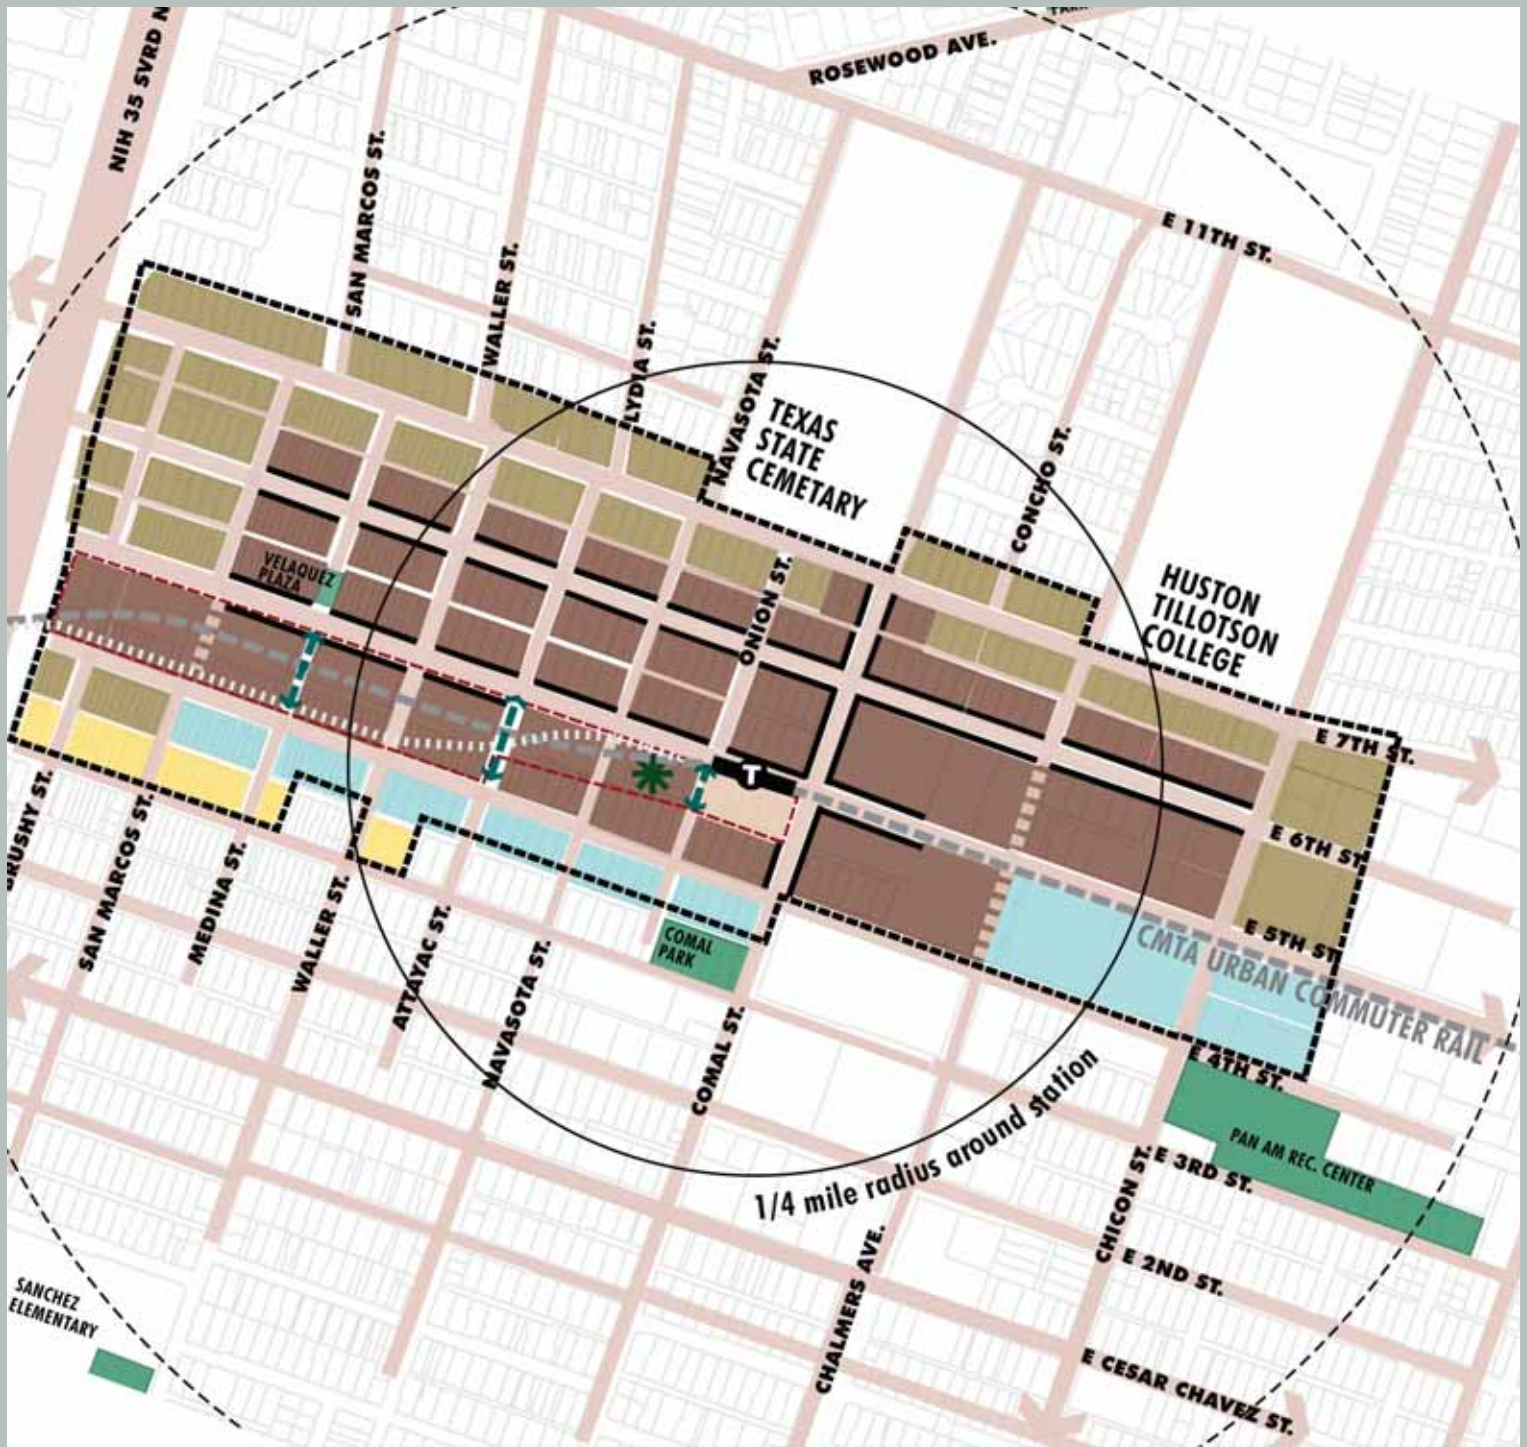 NIH 35 SVRD N
ROSEWOOD AVE.
SAN MARCOS ST.
WALLER ST.
E 11TH ST.
LYDIA ST.
NAVASOTA ST.
TEXAS
STATE
CEMETARY
CONCHO ST.
VELAQUEZ
PLAZA
ONION ST.
HUSTON
TILLOTSON
COLLEGE
E 7TH ST.
T
E 6TH ST.
E 5TH ST.
CMTA URBAN COMMUTER RAIL
COMAL
PARK
SAN MARCOS ST.
MEDINA ST.
WALLER ST.
ATTAYAC ST.
NAVASOTA ST.
COMAL ST.
E 4TH ST.
1/4 mile radius around station
PAN AM REC. CENTER
E 3RD ST.
CHICON ST.
E 2ND ST.
CHALMERS AVE.
SANCHEZ
ELEMENTARY
E CESAR CHAVEZ ST.